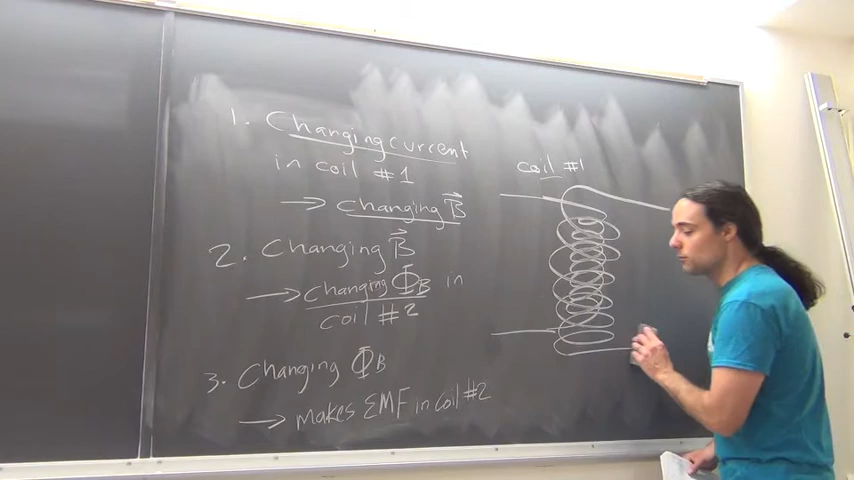 1. Changing current
in coil #1
→ changing B⃗
2. Changing B⃗
→ changing Φ_B in
coil #2
3. Changing Φ_B
→ makes EMF in coil #2
coil #1